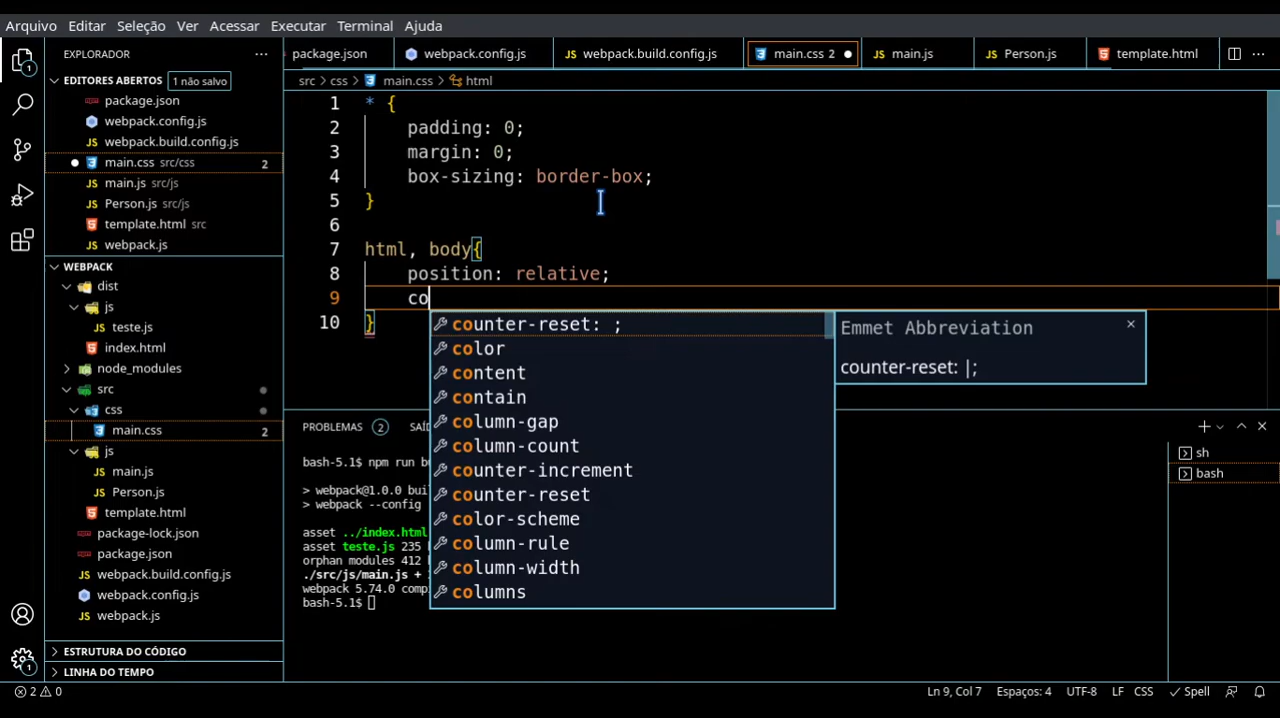 Arquivo Editar Seleção Ver Acessar Executar Terminal Ajuda
EXPLORADOR ···
package.json webpack.config.js JS webpack.build.config.js main.css 2 JS main.js JS Person.js template.html ···
EDITORES ABERTOS 1 não salvo
src > css > main.css > html
package.json
webpack.config.js
JS webpack.build.config.js
main.css src/css 2
JS main.js src/js
JS Person.js src/js
template.html src
JS webpack.js
WEBPACK
dist
js
JS teste.js
index.html
node_modules
src
css
main.css 2
js
JS main.js
JS Person.js
template.html
package-lock.json
package.json
JS webpack.build.config.js
webpack.config.js
JS webpack.js
ESTRUTURA DO CÓDIGO
LINHA DO TEMPO
1 * {
2 padding: 0;
3 margin: 0;
4 box-sizing: border-box;
5 }
6
7 html, body{
8 position: relative;
9 co
10 }
counter-reset: ;
color
content
contain
column-gap
column-count
counter-increment
counter-reset
color-scheme
column-rule
column-width
columns
Emmet Abbreviation
counter-reset: |;
PROBLEMAS 2
bash-5.1$ npm run
> webpack@1.0.0
> webpack --config
asset ../index.html
asset teste.js 235
orphan modules 412
./src/js/main.js +
webpack 5.74.0
bash-5.1$
sh
bash
1
1
2 0
Ln 9, Col 7 Espaços: 4 UTF-8 LF CSS Spell